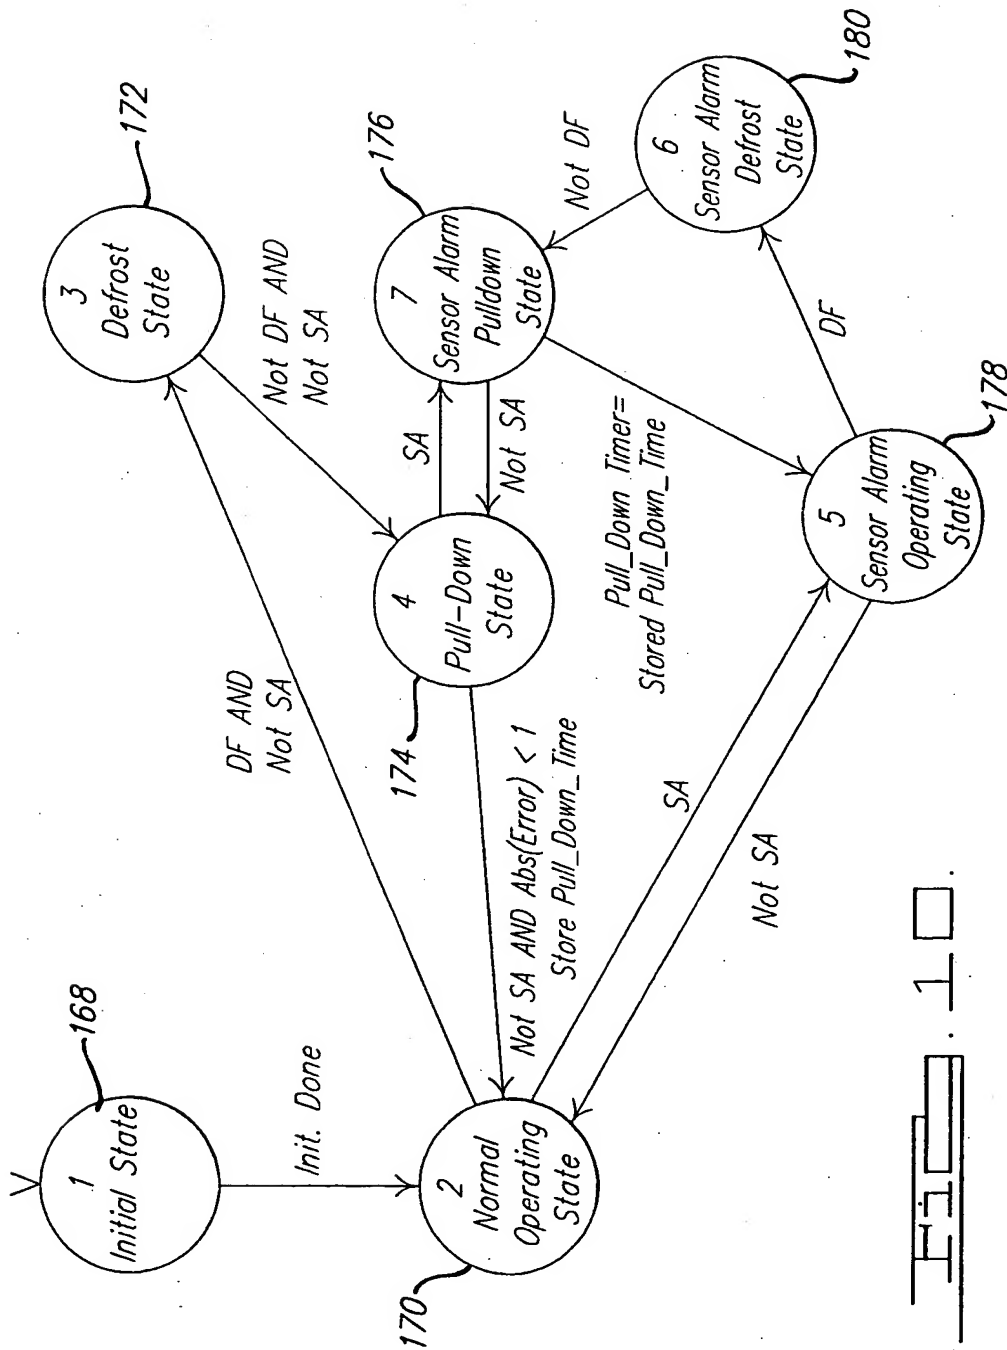 168
1
Initial State
Init. Done
170
2
Normal
Operating
State
DF AND
Not SA
172
3
Defrost
State
Not DF AND
Not SA
174
4
Pull-Down
State
SA
Not SA
176
7
Sensor Alarm
Pulldown
State
Not DF
180
6
Sensor Alarm
Defrost
State
Not SA AND Abs(Error) < 1
Store Pull_Down_Time
Pull_Down_Timer=
Stored Pull_Down_Time
DF
SA
Not SA
178
5
Sensor Alarm
Operating
State
Fig. 10.